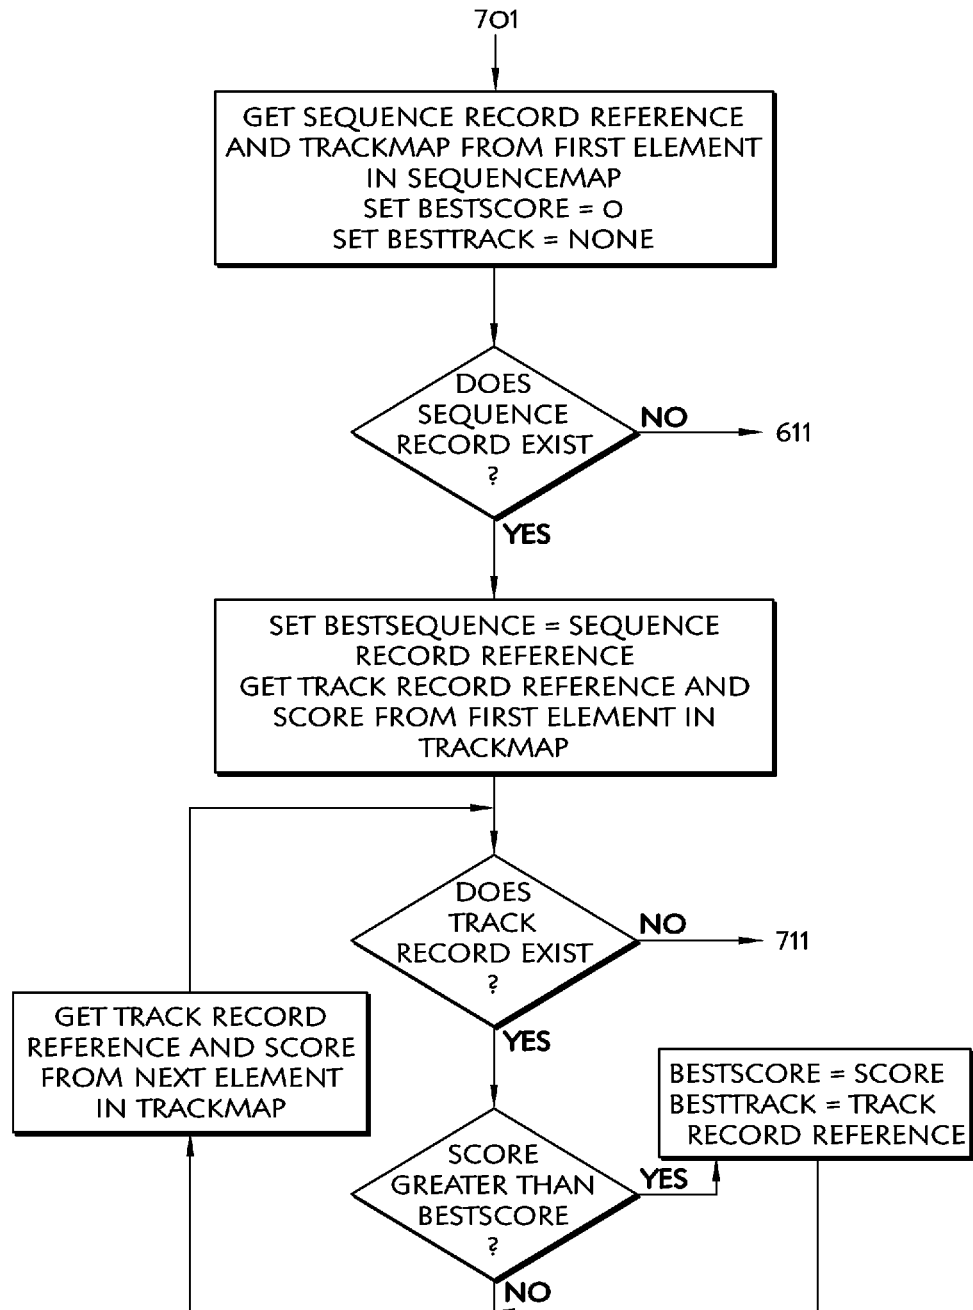 701
GET SEQUENCE RECORD REFERENCE
AND TRACKMAP FROM FIRST ELEMENT
IN SEQUENCEMAP
SET BESTSCORE = 0
SET BESTTRACK = NONE
DOES
SEQUENCE
RECORD EXIST
?
NO
611
YES
SET BESTSEQUENCE = SEQUENCE
RECORD REFERENCE
GET TRACK RECORD REFERENCE AND
SCORE FROM FIRST ELEMENT IN
TRACKMAP
DOES
TRACK
RECORD EXIST
?
NO
711
YES
GET TRACK RECORD
REFERENCE AND SCORE
FROM NEXT ELEMENT
IN TRACKMAP
SCORE
GREATER THAN
BESTSCORE
?
YES
BESTSCORE = SCORE
BESTTRACK = TRACK
RECORD REFERENCE
NO